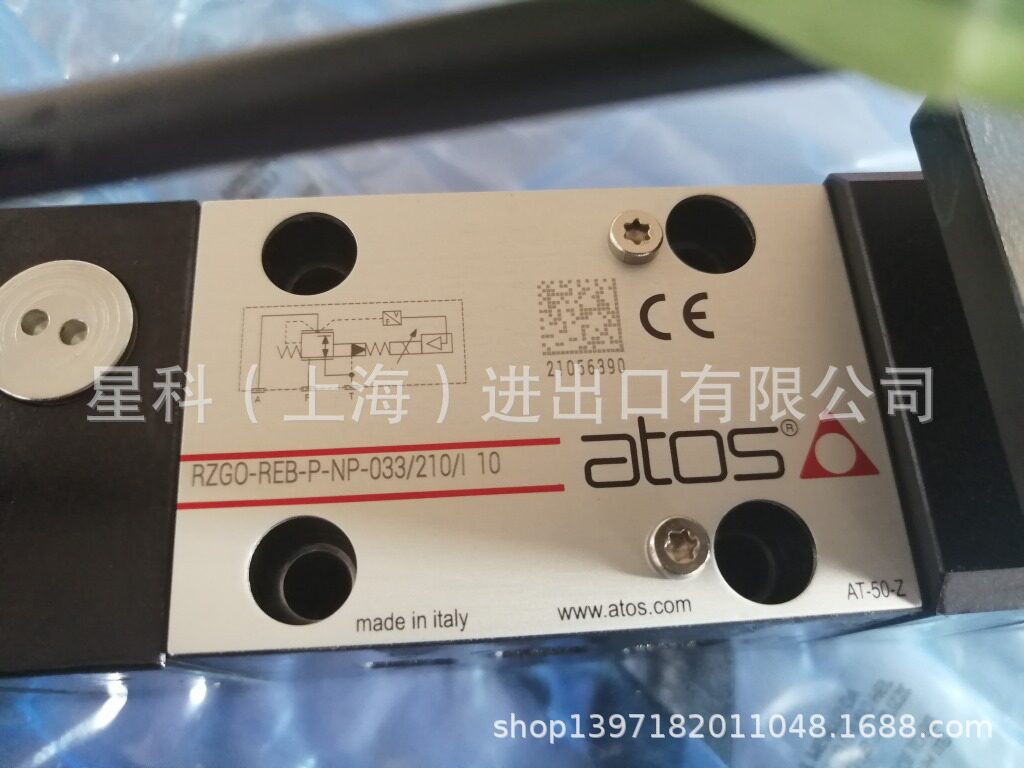 21056390
CE
A P T
星科（上海）进出口有限公司
atos®
RZGO-REB-P-NP-033/210/I 10
made in italy
www.atos.com
AT-50-Z
shop1397182011048.1688.com